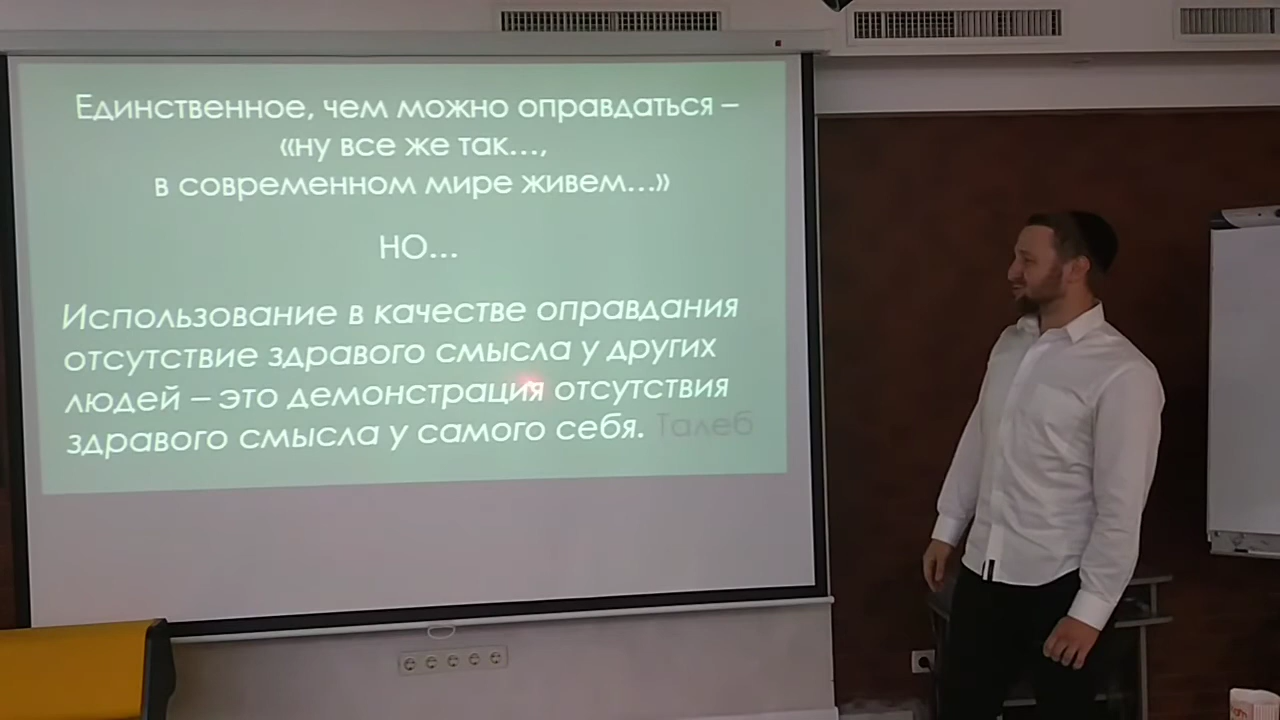 Единственное, чем можно оправдаться –
«ну все же так...,
в современном мире живем...»
НО...
Использование в качестве оправдания
отсутствие здравого смысла у других
людей – это демонстрация отсутствия
здравого смысла у самого себя. Талеб